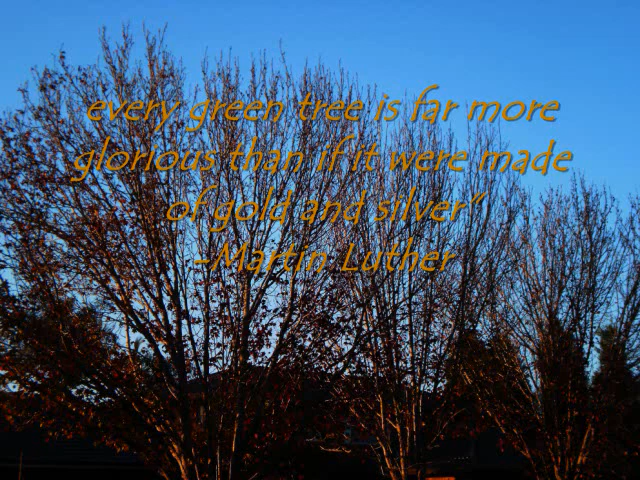 every green tree is far more
glorious than if it were made
of gold and silver"
-Martin Luther